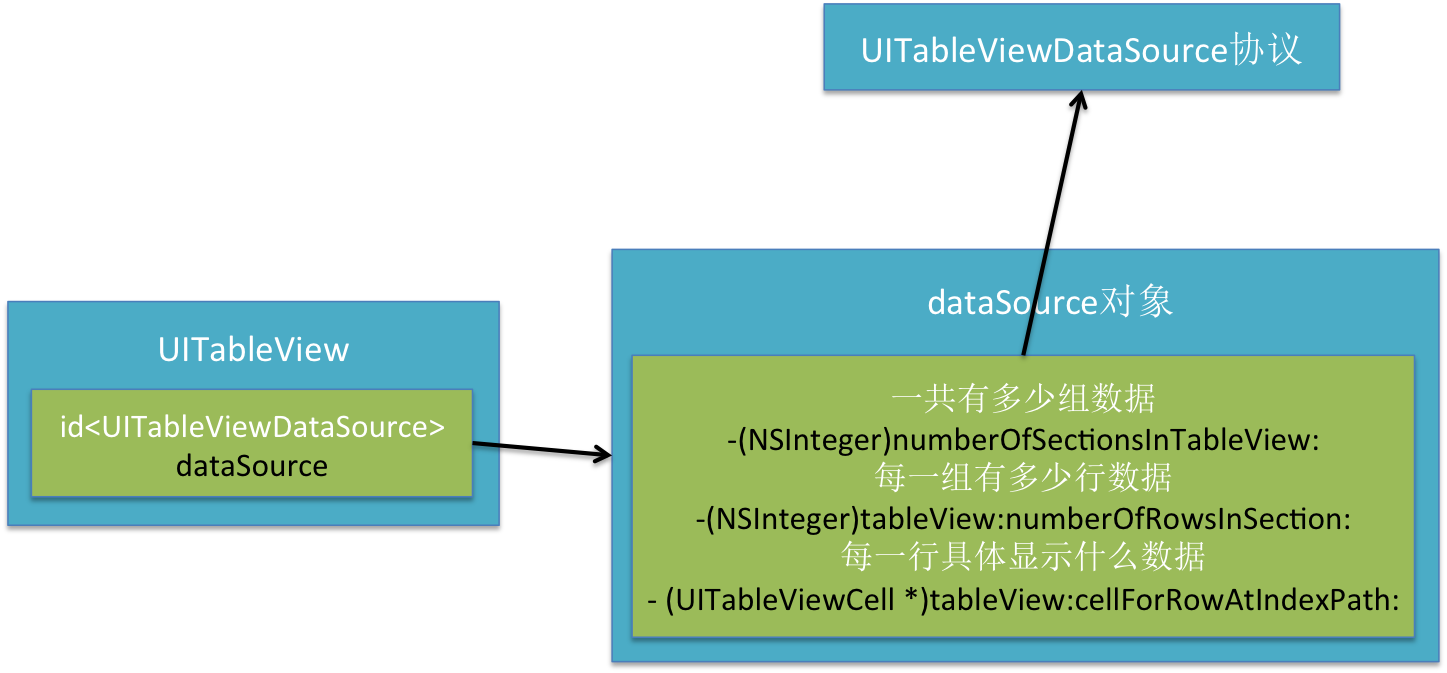 UITableViewDataSource协议
dataSource对象
UITableView
id<UITableViewDataSource>
dataSource
一共有多少组数据
-(NSInteger)numberOfSectionsInTableView:
每一组有多少行数据
-(NSInteger)tableView:numberOfRowsInSection:
每一行具体显示什么数据
- (UITableViewCell *)tableView:cellForRowAtIndexPath: